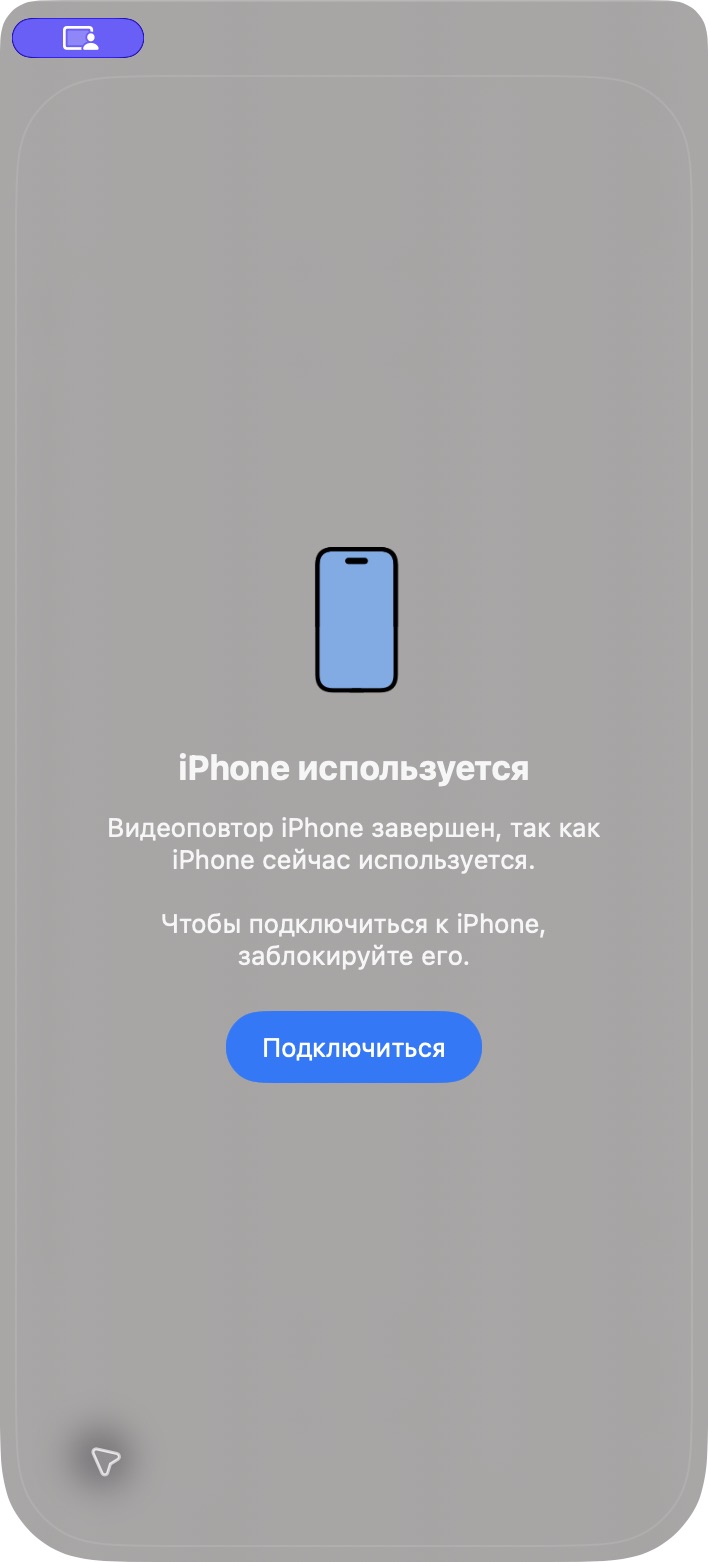 iPhone используется
Видеоповтор iPhone завершен, так как
iPhone сейчас используется.
Чтобы подключиться к iPhone,
заблокируйте его.
Подключиться